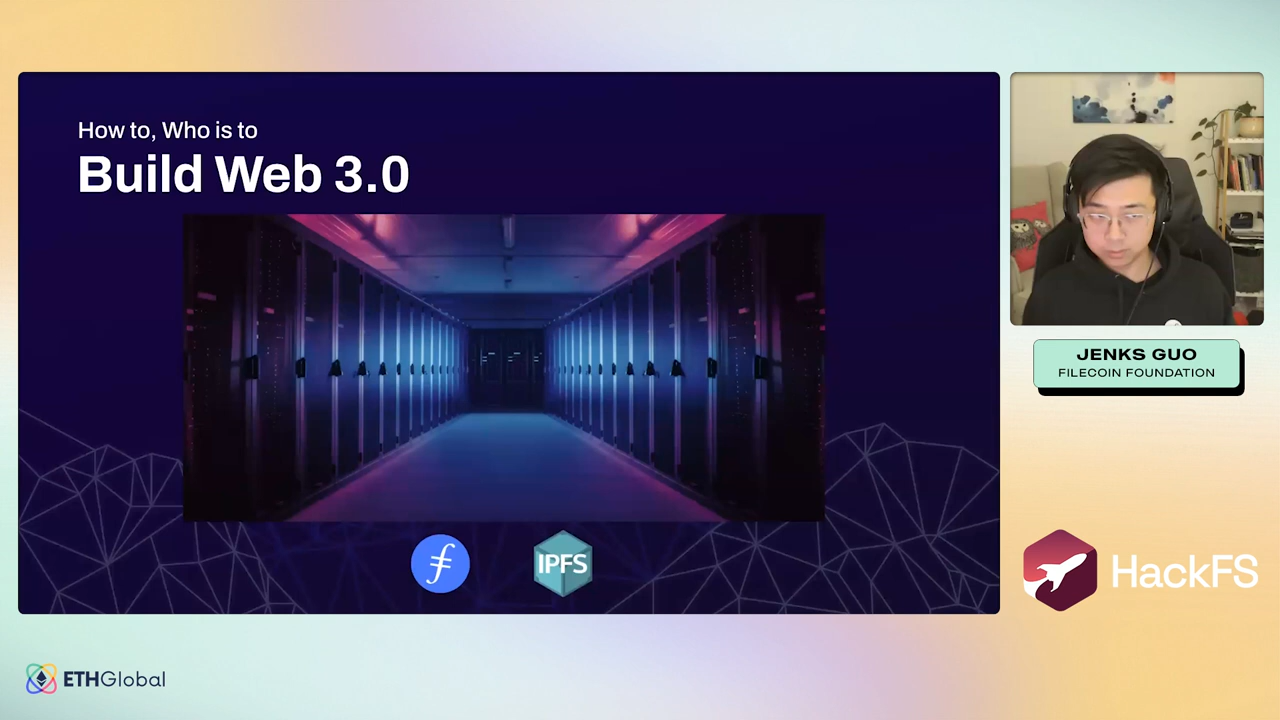 How to, Who is to
Build Web 3.0
IPFS
JENKS GUO
FILECOIN FOUNDATION
HackFS
ETHGlobal